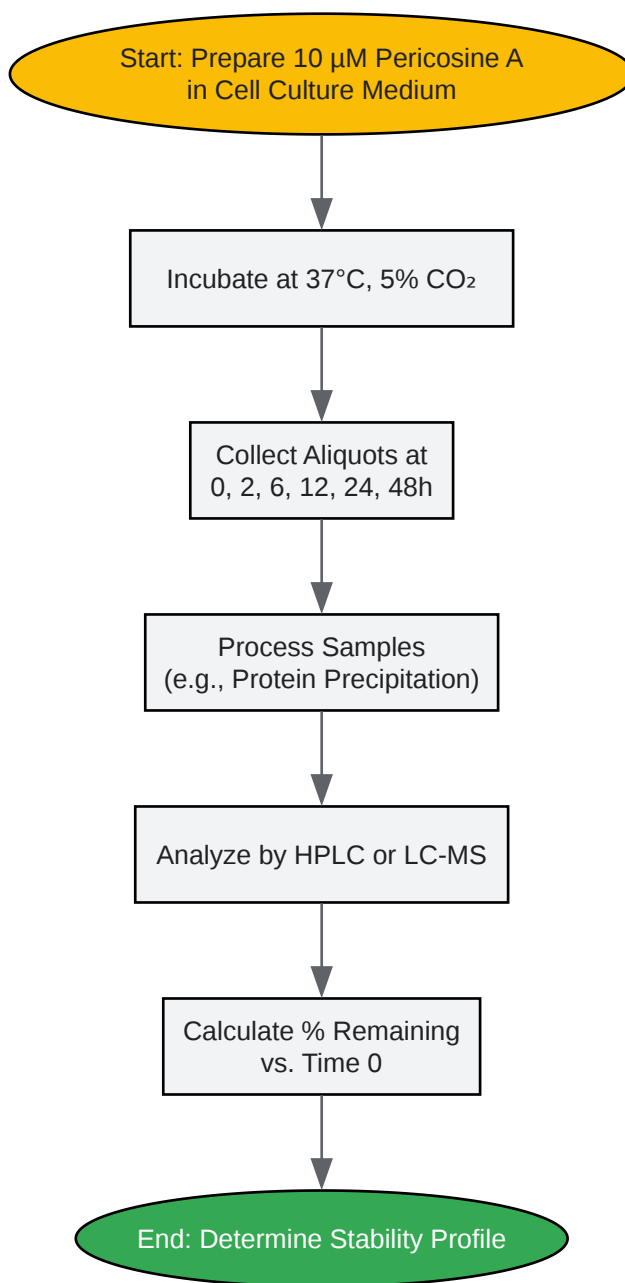 Start: Prepare 10 µM Pericosine A
in Cell Culture Medium
Incubate at 37°C, 5% CO₂
Collect Aliquots at
0, 2, 6, 12, 24, 48h
Process Samples
(e.g., Protein Precipitation)
Analyze by HPLC or LC-MS
Calculate % Remaining
vs. Time 0
End: Determine Stability Profile